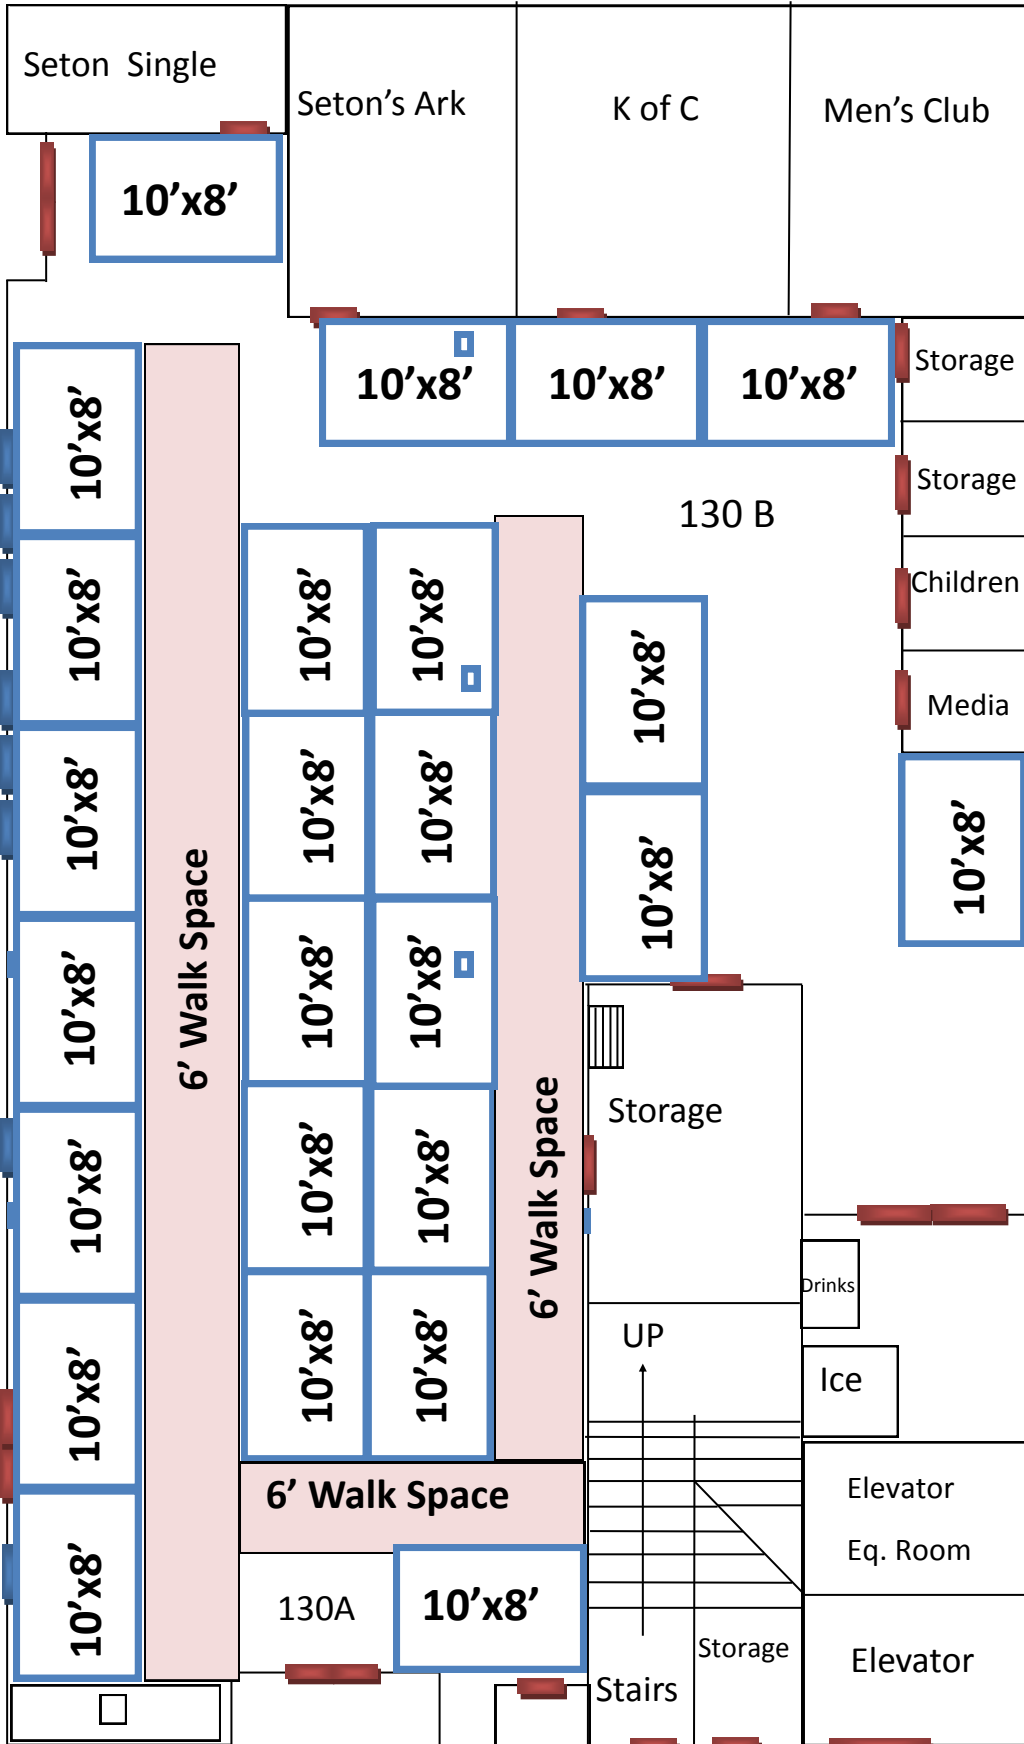 Seton  Single
Seton’s Ark
K of C
Men’s Club
10’x8’
10’x8’
10’x8’
10’x8’
Storage
Storage
Children
Media
130 B
10’x8’
10’x8’
10’x8’
10’x8’
10’x8’
10’x8’
10’x8’
10’x8’
6’ Walk Space
10’x8’
10’x8’
10’x8’
10’x8’
10’x8’
10’x8’
10’x8’
10’x8’
10’x8’
10’x8’
6’ Walk Space
10’x8’
10’x8’
Storage
Drinks
UP
Ice
6’ Walk Space
130A
10’x8’
Elevator
Eq. Room
Storage
Stairs
Elevator